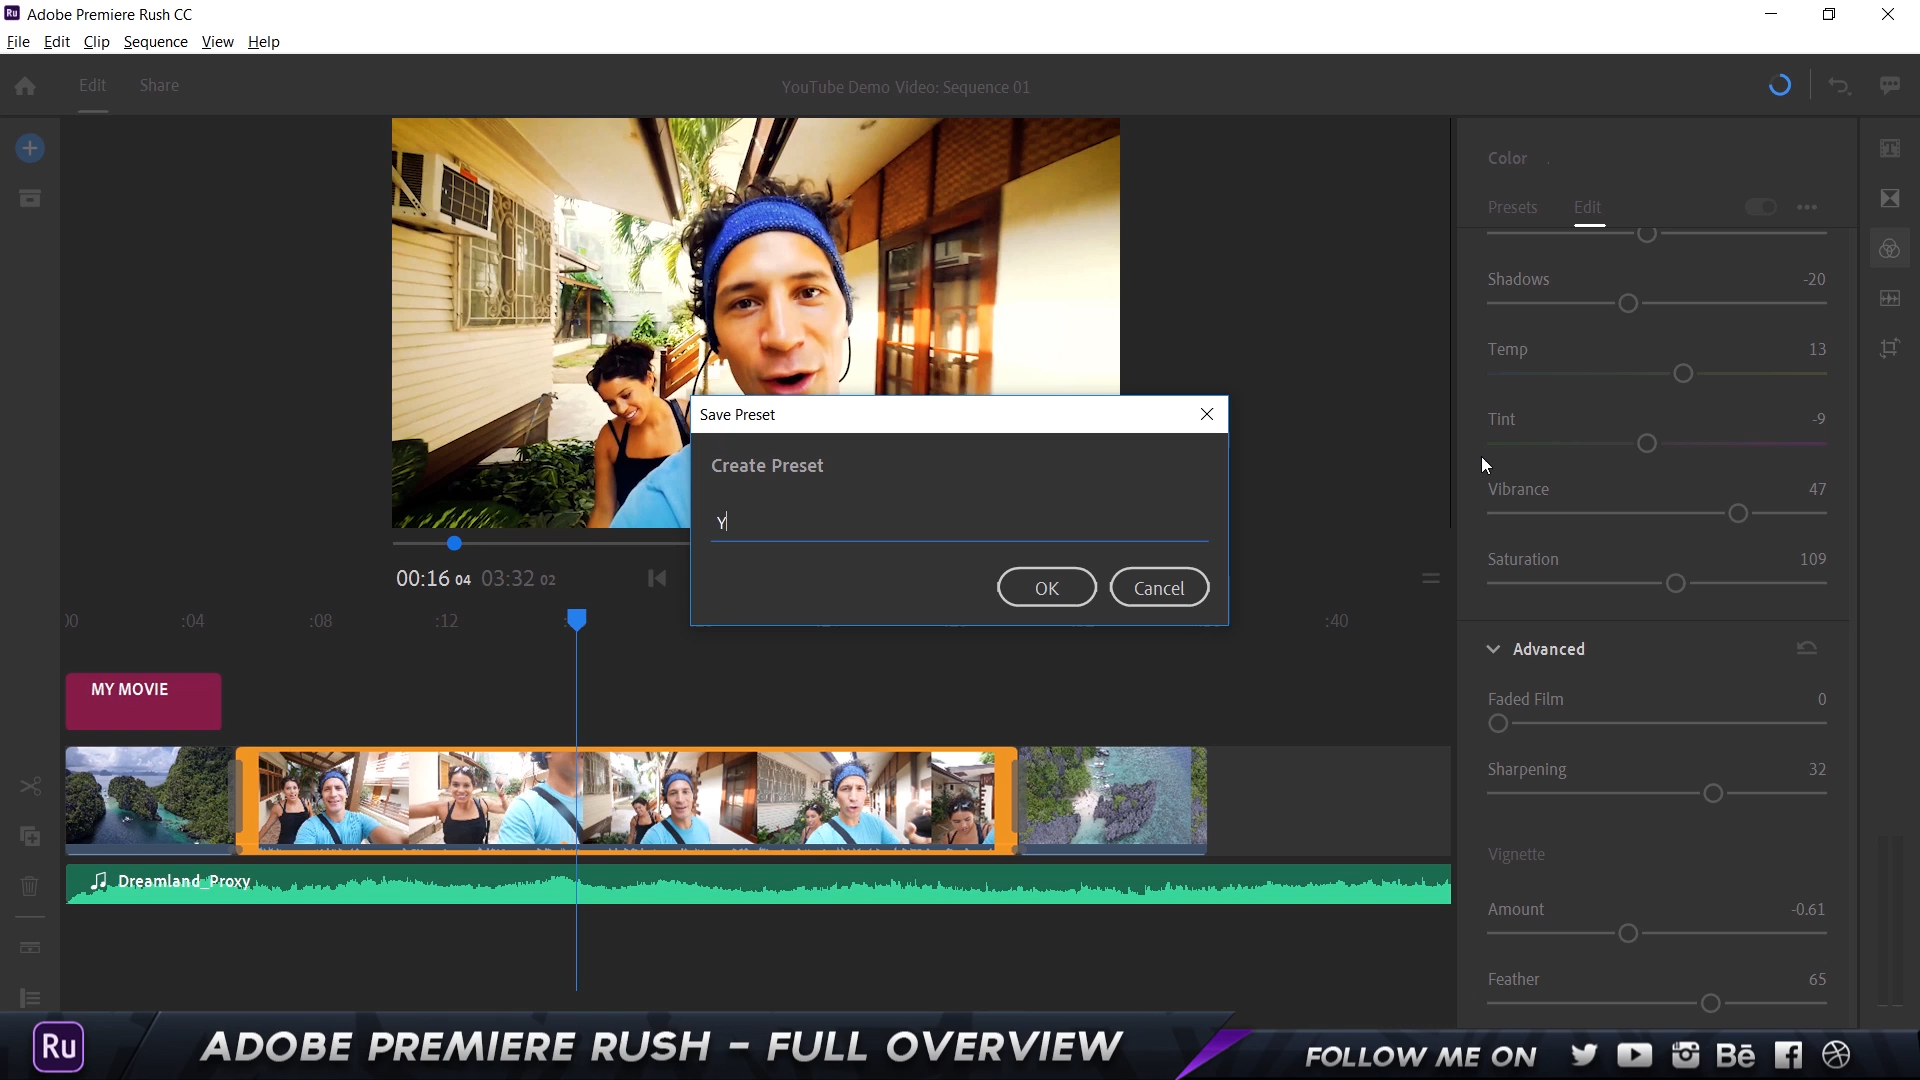 Ru Adobe Premiere Rush CC
File Edit Clip Sequence View Help
Edit Share YouTube Demo Video: Sequence 01
Color
Presets Edit
Shadows -20
Temp 13
Tint -9
Vibrance 47
Saturation 109
Advanced
Faded Film 0
Sharpening 32
Vignette
Amount -0.61
Feather 65
Save Preset
Create Preset
Y
OK Cancel
00:16 04 03:32 02
:04 :08 :12 :40
MY MOVIE
Dreamland_Proxy
Ru ADOBE PREMIERE RUSH - FULL OVERVIEW
FOLLOW ME ON Bē